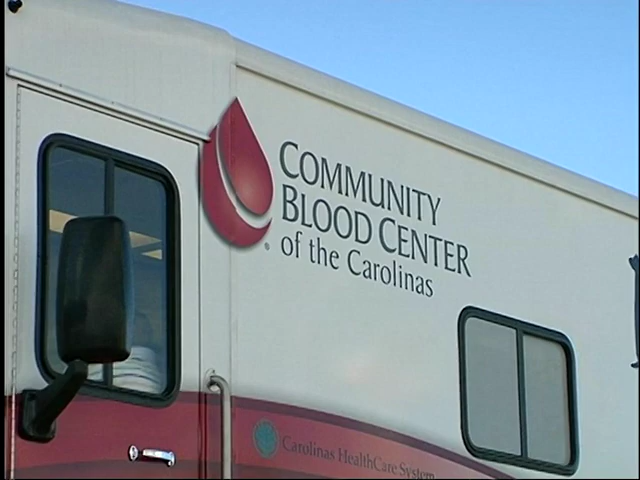 COMMUNITY
BLOOD CENTER
of the Carolinas
®
Carolinas HealthCare System